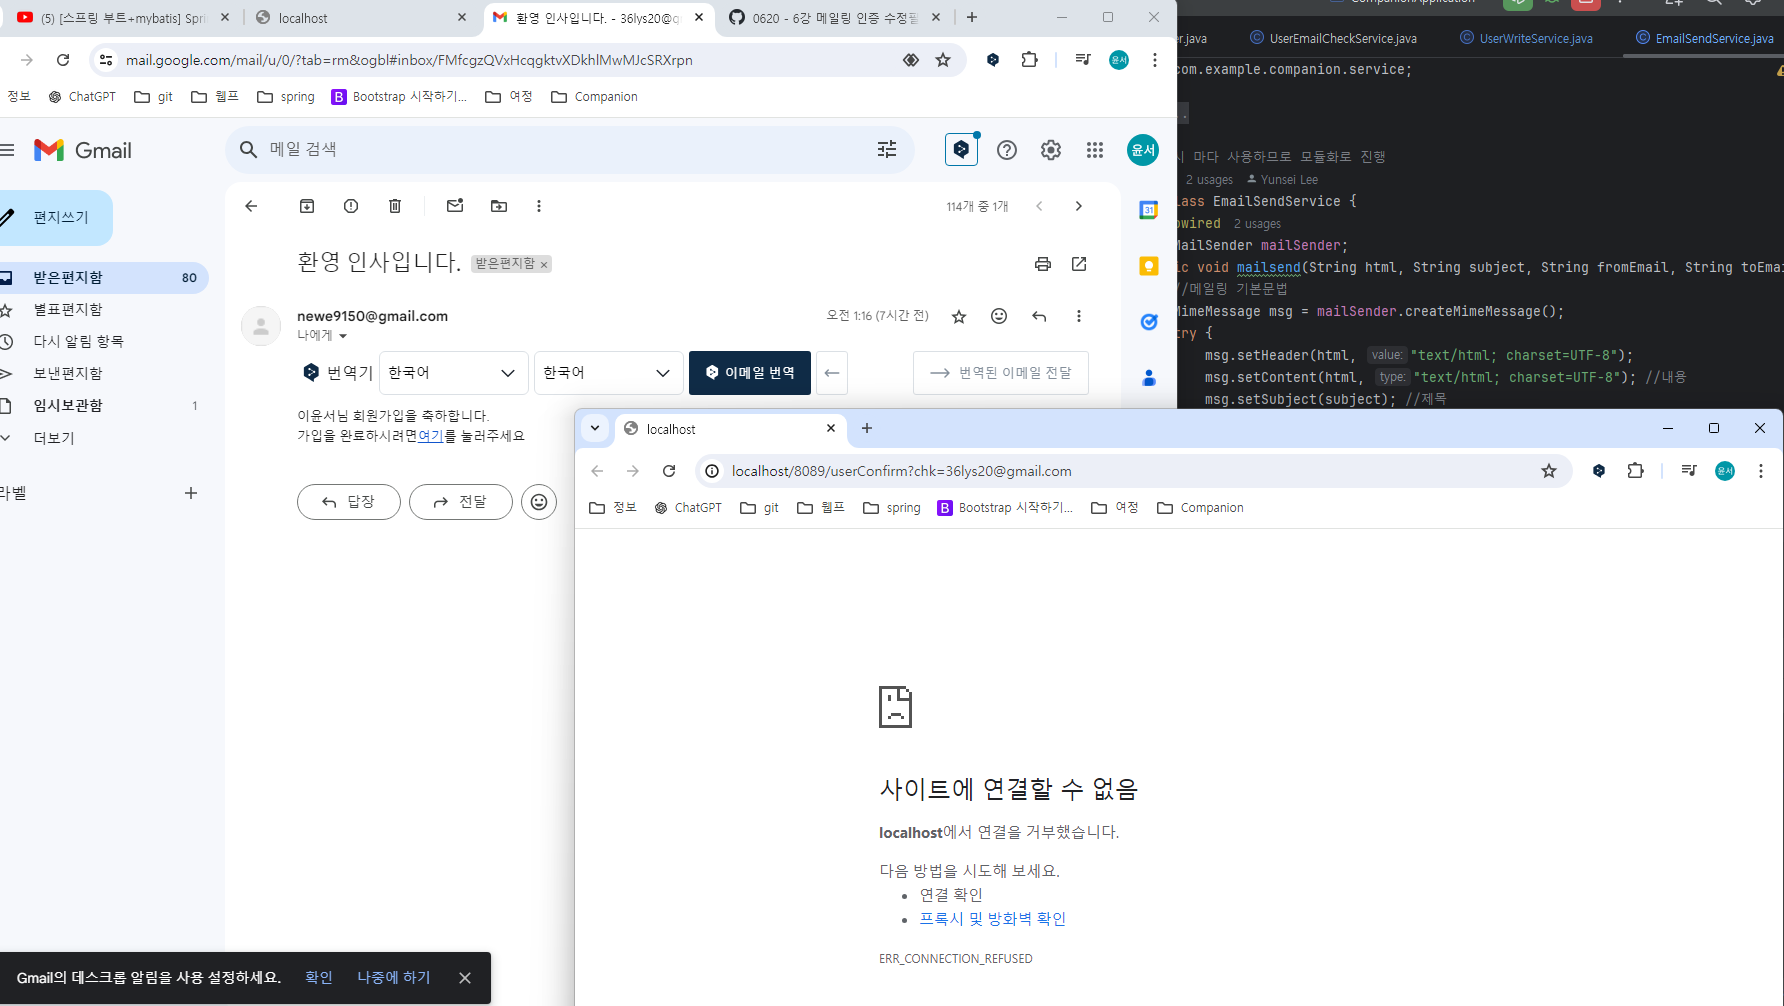 (5) [스프링 부트+mybatis] Spri
localhost
환영 인사입니다. - 36lys20@g
0620 - 6강 메일링 인증 수정필
mail.google.com/mail/u/0/?tab=rm&ogbl#inbox/FMfcgzQVxHcqgktvXDkhlMwMJcSRXrpn
윤서
정보
ChatGPT
git
웹프
spring
Bootstrap 시작하기...
여정
Companion
Gmail
메일 검색
윤서
편지쓰기
받은편지함 80
별표편지함
다시 알림 항목
보낸편지함
임시보관함 1
더보기
라벨
114개 중 1개
환영 인사입니다.
받은편지함 ×
newe9150@gmail.com
오전 1:16 (7시간 전)
나에게
번역기
한국어
한국어
이메일 번역
번역된 이메일 전달
이윤서님 회원가입을 축하합니다.
가입을 완료하시려면여기를 눌러주세요
답장
전달
31
Gmail의 데스크톱 알림을 사용 설정하세요. 확인 나중에 하기
er.java
UserEmailCheckService.java
UserWriteService.java
EmailSendService.java
com.example.companion.service;
시 마다 사용하므로 모듈화로 진행
2 usages Yunsei Lee
lass EmailSendService {
owired 2 usages
MailSender mailSender;
ic void mailsend(String html, String subject, String fromEmail, String toEmai
//메일링 기본문법
MimeMessage msg = mailSender.createMimeMessage();
try {
msg.setHeader(html, value: "text/html; charset=UTF-8");
msg.setContent(html, type: "text/html; charset=UTF-8"); //내용
msg.setSubject(subject); //제목
localhost
localhost/8089/userConfirm?chk=36lys20@gmail.com
윤서
정보
ChatGPT
git
웹프
spring
Bootstrap 시작하기...
여정
Companion
사이트에 연결할 수 없음
localhost에서 연결을 거부했습니다.
다음 방법을 시도해 보세요.
• 연결 확인
• 프록시 및 방화벽 확인
ERR_CONNECTION_REFUSED